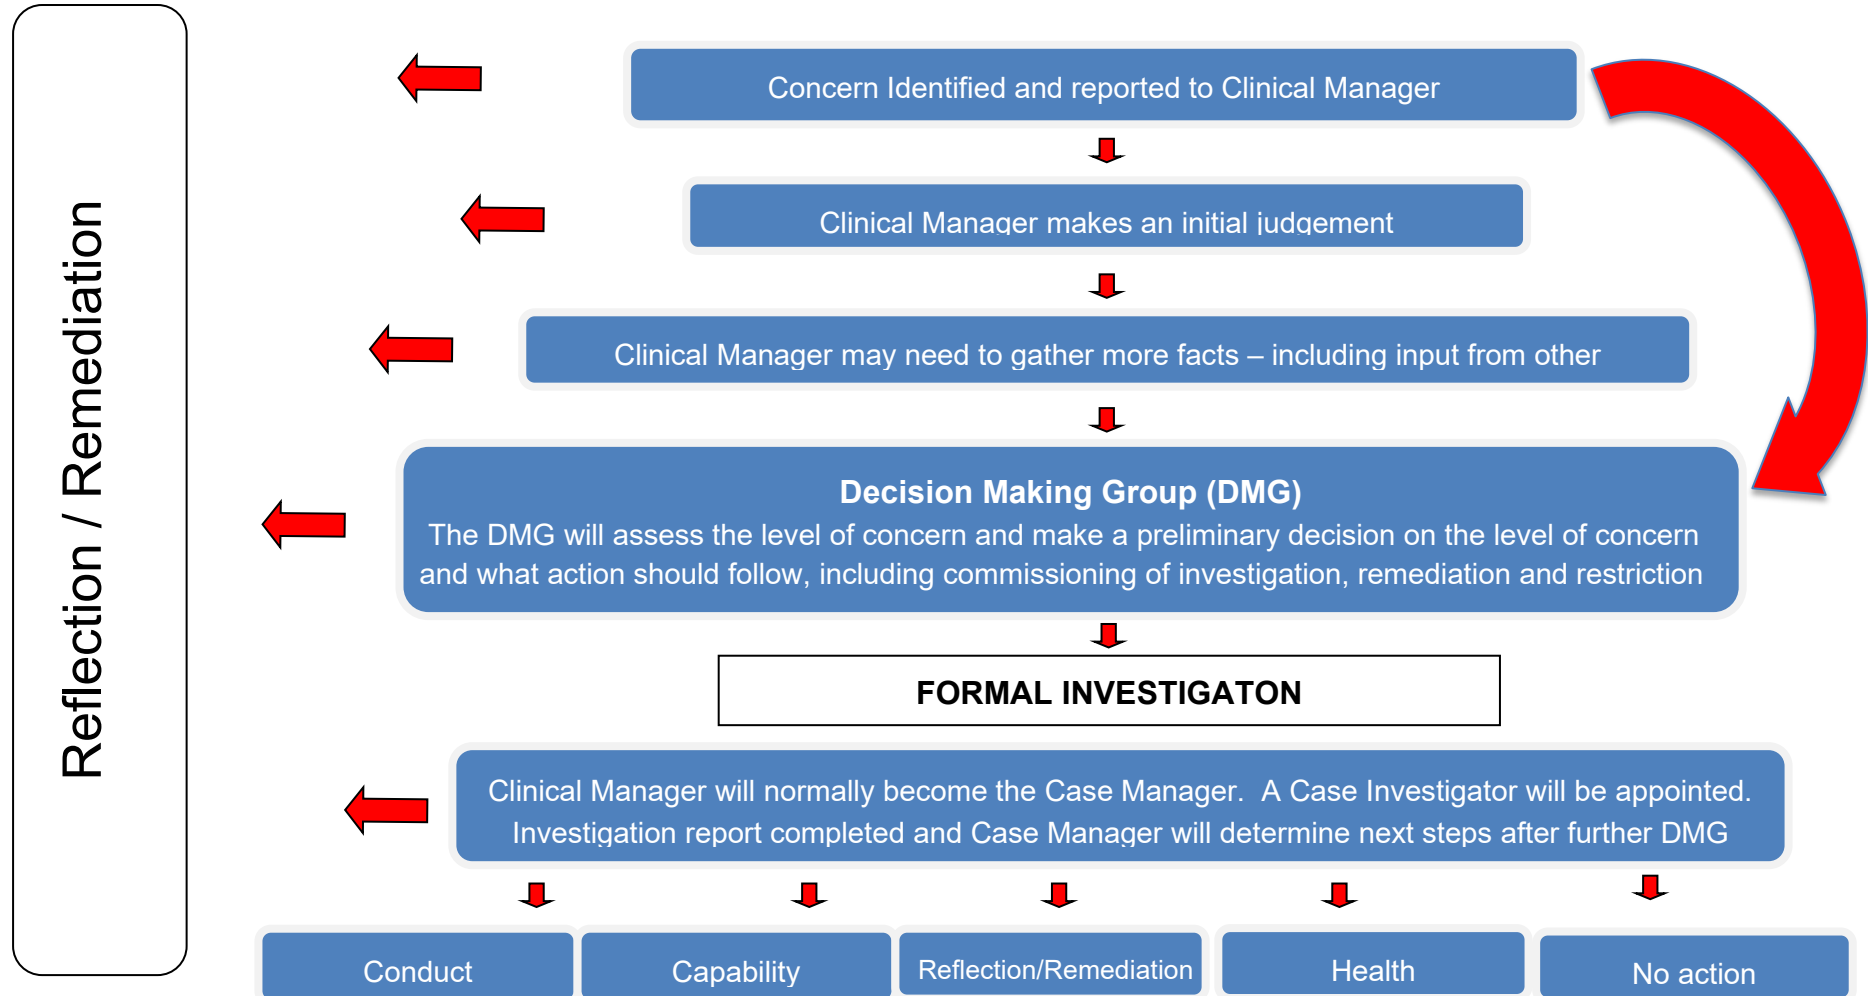 Reflection / Remediation
Concern Identified and reported to Clinical Manager
Clinical Manager makes an initial judgement
Clinical Manager may need to gather more facts – including input from other
Decision Making Group (DMG)
The DMG will assess the level of concern and make a preliminary decision on the level of concern
and what action should follow, including commissioning of investigation, remediation and restriction
FORMAL INVESTIGATON
Clinical Manager will normally become the Case Manager.  A Case Investigator will be appointed.
Investigation report completed and Case Manager will determine next steps after further DMG
Conduct
Capability
Reflection/Remediation
Health
No action